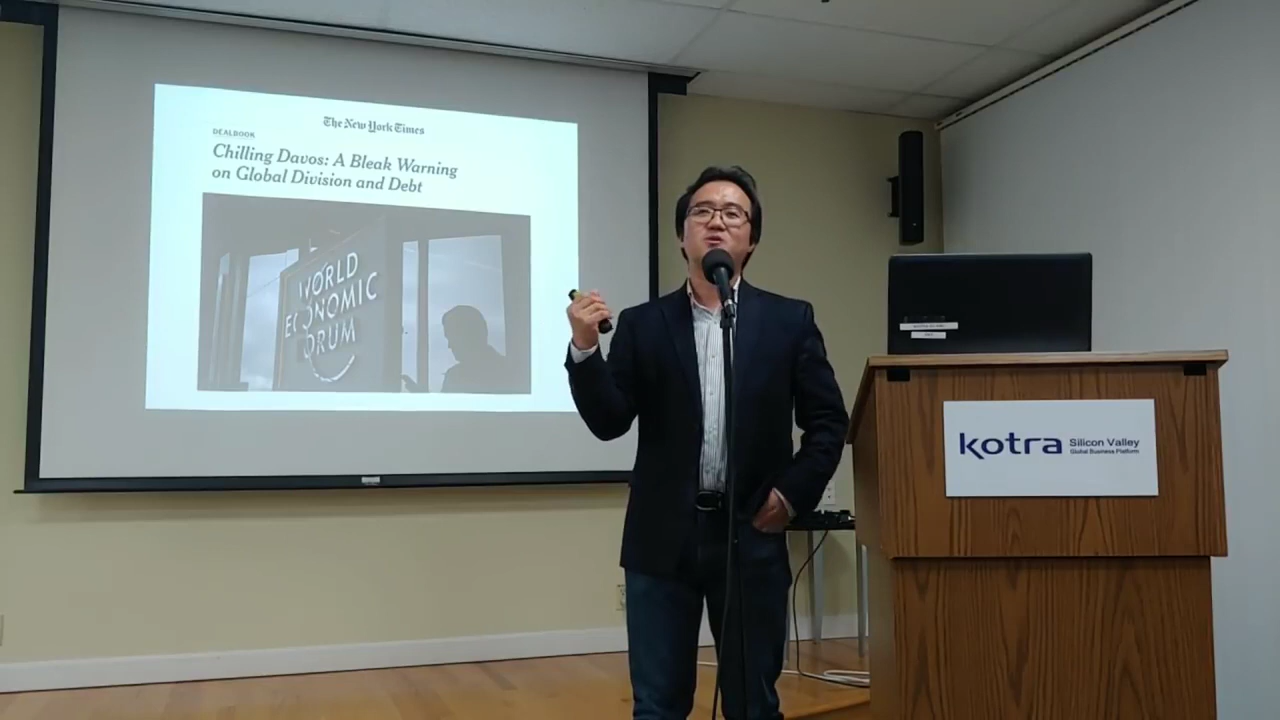 The New York Times
DEALBOOK
Chilling Davos: A Bleak Warning
on Global Division and Debt
WORLD
ECONOMIC
FORUM
kotra Silicon Valley
Global Business Platform